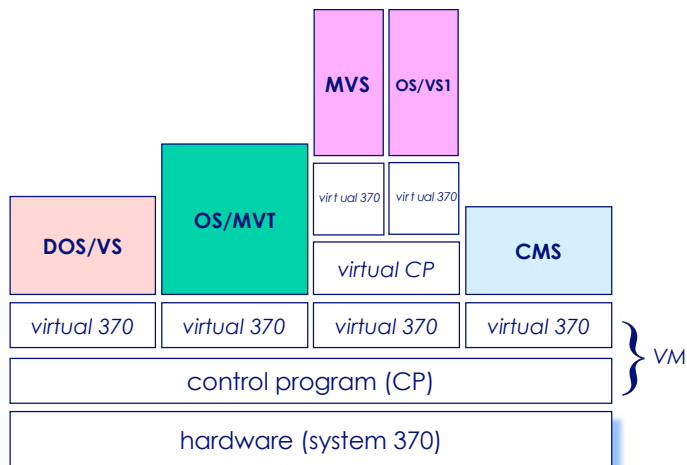 MVS
OS/VS1
virtual 370
virtual 370
DOS/VS
OS/MVT
virtual CP
CMS
virtual 370
virtual 370
virtual 370
virtual 370
VM
control program (CP)
hardware (system 370)